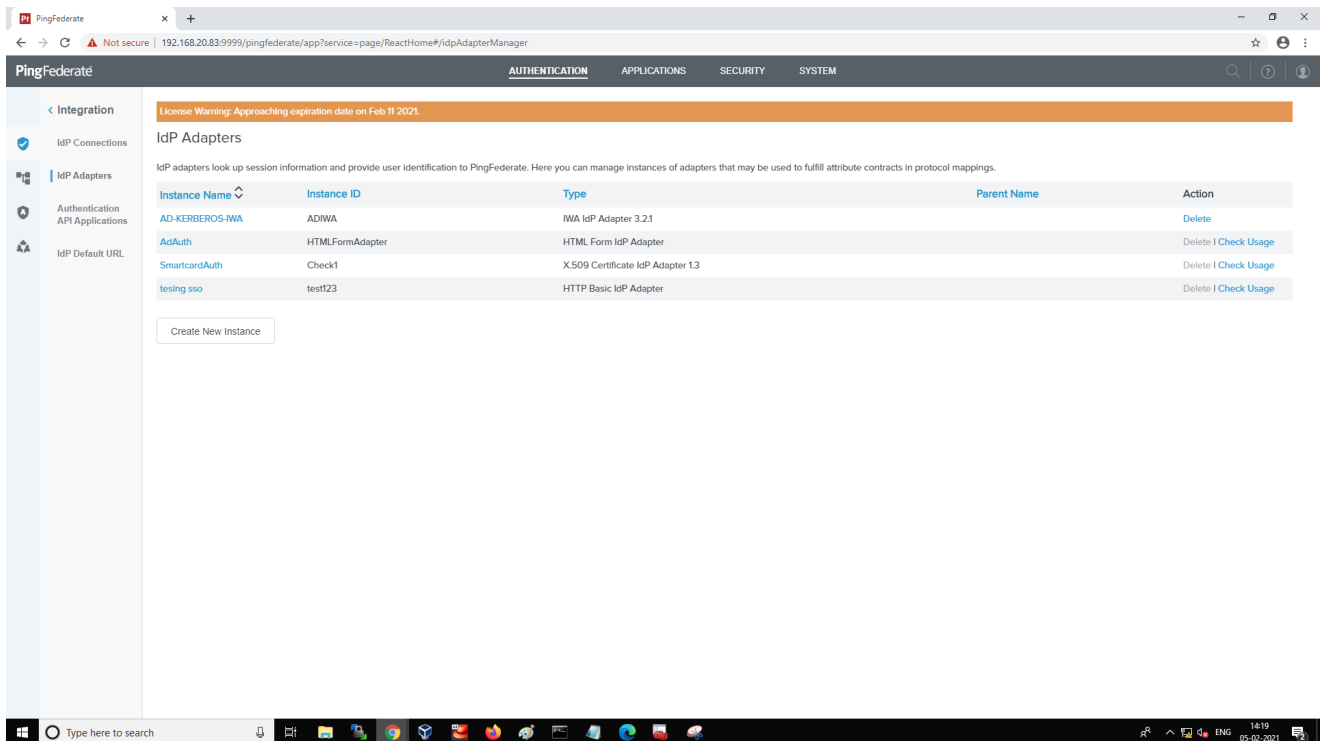 Pf PingFederate
Not secure | 192.168.20.83:9999/pingfederate/app?service=page/ReactHome#/idpAdapterManager
PingFederate AUTHENTICATION APPLICATIONS SECURITY SYSTEM
Integration
IdP Connections
IdP Adapters
Authentication
API Applications
IdP Default URL
License Warning: Approaching expiration date on Feb 11 2021.
IdP Adapters
IdP adapters look up session information and provide user identification to PingFederate. Here you can manage instances of adapters that may be used to fulfill attribute contracts in protocol mappings.
Instance Name Instance ID Type Parent Name Action
AD-KERBEROS-IWA ADIWA IWA IdP Adapter 3.2.1 Delete
AdAuth HTMLFormAdapter HTML Form IdP Adapter Delete | Check Usage
SmartcardAuth Check1 X.509 Certificate IdP Adapter 1.3 Delete | Check Usage
tesing sso test123 HTTP Basic IdP Adapter Delete | Check Usage
Create New Instance
Type here to search
ENG
14:19
05-02-2021
2